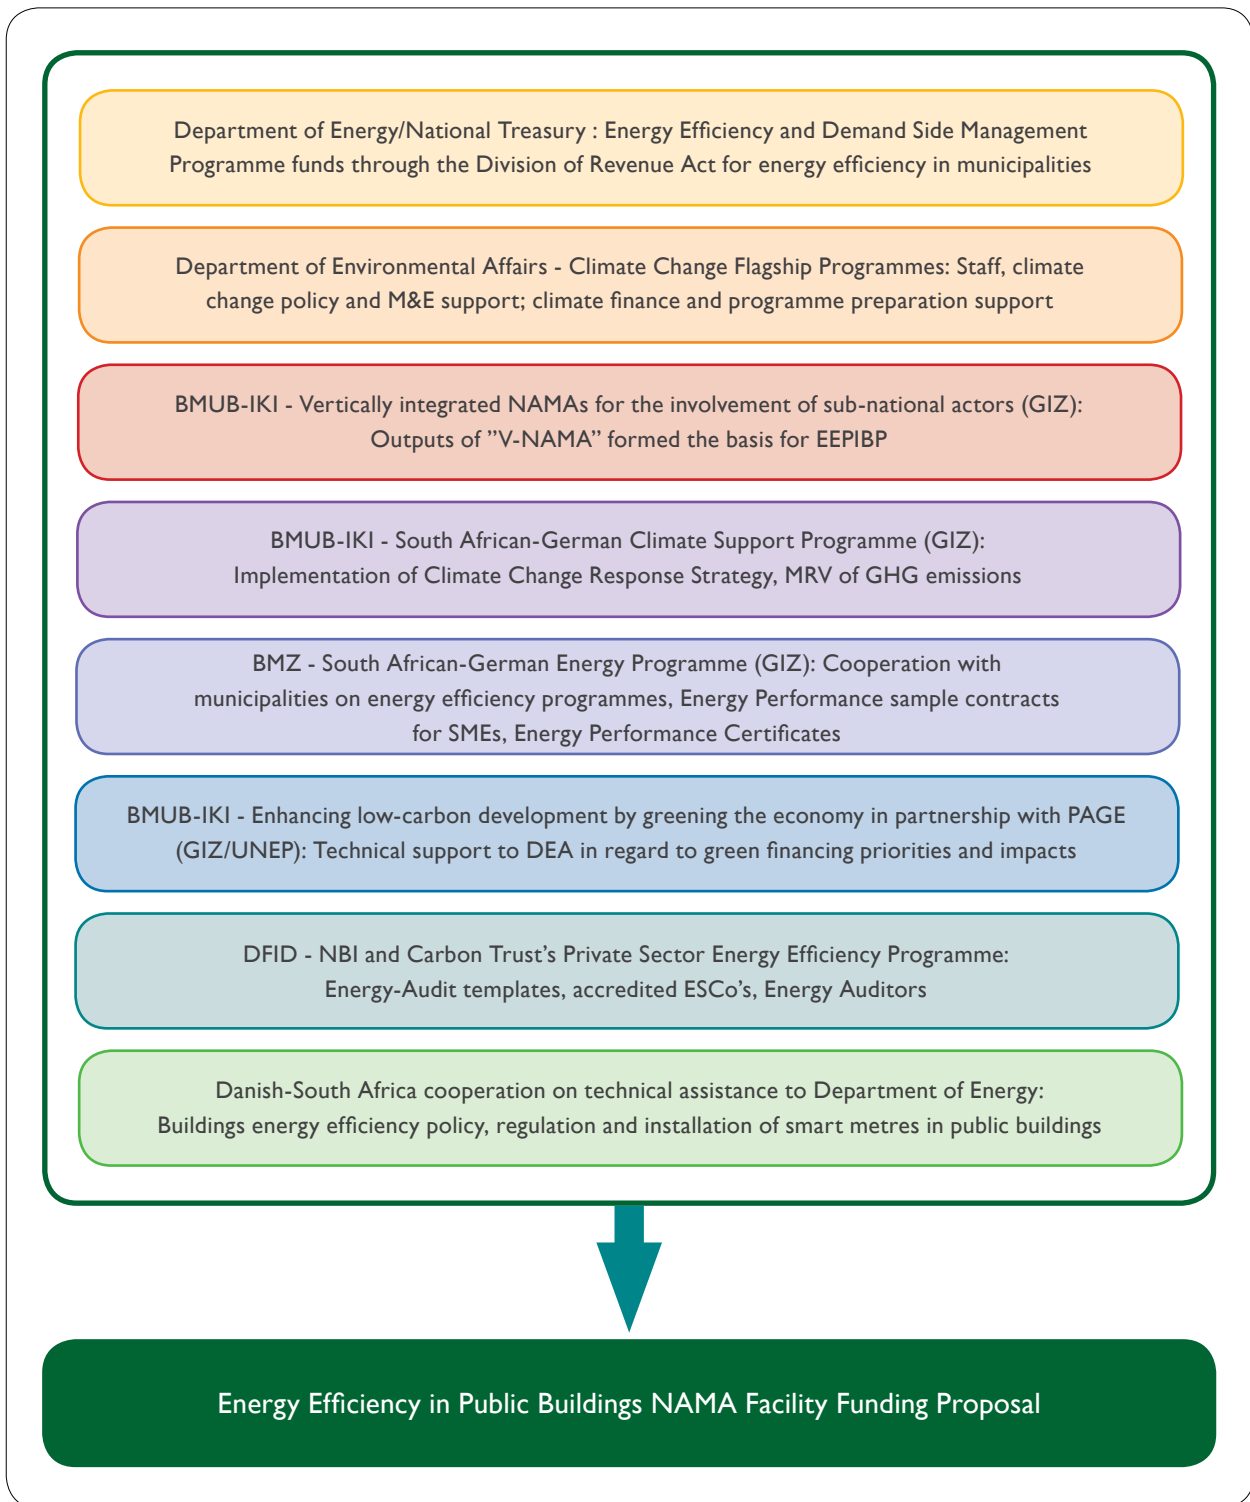 Department of Energy/National Treasury : Energy Efficiency and Demand Side Management
Programme funds through the Division of Revenue Act for energy efficiency in municipalities
Department of Environmental Affairs - Climate Change Flagship Programmes: Staff, climate
change policy and M&E support; climate finance and programme preparation support
BMUB-IKI - Vertically integrated NAMAs for the involvement of sub-national actors (GIZ):
Outputs of ”V-NAMA” formed the basis for EEPIBP
BMUB-IKI - South African-German Climate Support Programme (GIZ):
Implementation of Climate Change Response Strategy, MRV of GHG emissions
BMZ - South African-German Energy Programme (GIZ): Cooperation with
municipalities on energy efficiency programmes, Energy Performance sample contracts
for SMEs, Energy Performance Certificates
BMUB-IKI - Enhancing low-carbon development by greening the economy in partnership with PAGE
(GIZ/UNEP): Technical support to DEA in regard to green financing priorities and impacts
DFID - NBI and Carbon Trust’s Private Sector Energy Efficiency Programme:
Energy-Audit templates, accredited ESCo’s, Energy Auditors
Danish-South Africa cooperation on technical assistance to Department of Energy:
Buildings energy efficiency policy, regulation and installation of smart metres in public buildings
Energy Efficiency in Public Buildings NAMA Facility Funding Proposal